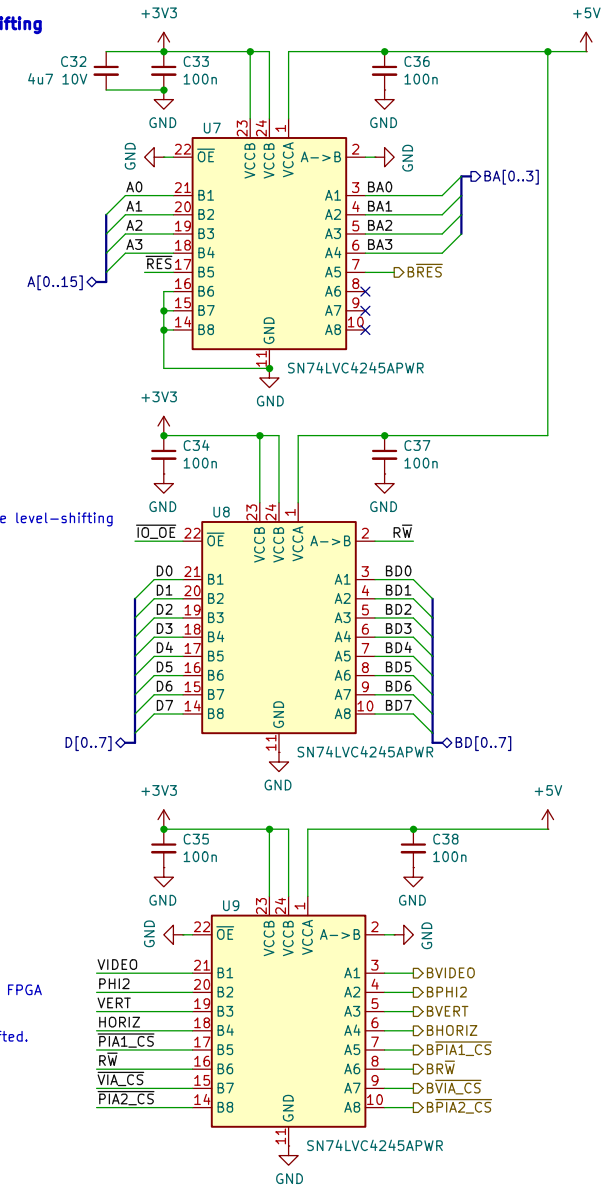 ifting
+3V3
+5V
C32
4u7 10V
C33
100n
C36
100n
GND
GND
U7
23
24
1
GND
22
OE
VCCB
VCCB
VCCA
A->B
2
GND
A0
21
B1
A1
3
BA0
BA[0..3]
A1
20
B2
A2
4
BA1
A2
19
B3
A3
5
BA2
A3
18
B4
A4
6
BA3
RES
17
B5
A5
7
BRES
A[0..15]
16
B6
A6
8
15
B7
A7
9
14
B8
A8
10
GND
11
SN74LVC4245APWR
GND
+3V3
C34
100n
C37
100n
GND
GND
e level-shifting
U8
23
24
1
IO_OE
22
OE
VCCB
VCCB
VCCA
A->B
2
RW
D0
21
B1
A1
3
BD0
D1
20
B2
A2
4
BD1
D2
19
B3
A3
5
BD2
D3
18
B4
A4
6
BD3
D4
17
B5
A5
7
BD4
D5
16
B6
A6
8
BD5
D6
15
B7
A7
9
BD6
D7
14
B8
A8
10
BD7
GND
11
D[0..7]
BD[0..7]
SN74LVC4245APWR
GND
+3V3
+5V
C35
100n
C38
100n
GND
GND
U9
23
24
1
GND
22
OE
VCCB
VCCB
VCCA
A->B
2
GND
VIDEO
21
B1
A1
3
BVIDEO
FPGA
PHI2
20
B2
A2
4
BPHI2
VERT
19
B3
A3
5
BVERT
fted.
HORIZ
18
B4
A4
6
BHORIZ
PIA1_CS
17
B5
A5
7
BPIA1_CS
RW
16
B6
A6
8
BRW
VIA_CS
15
B7
A7
9
BVIA_CS
PIA2_CS
14
B8
A8
10
BPIA2_CS
GND
11
SN74LVC4245APWR
GND